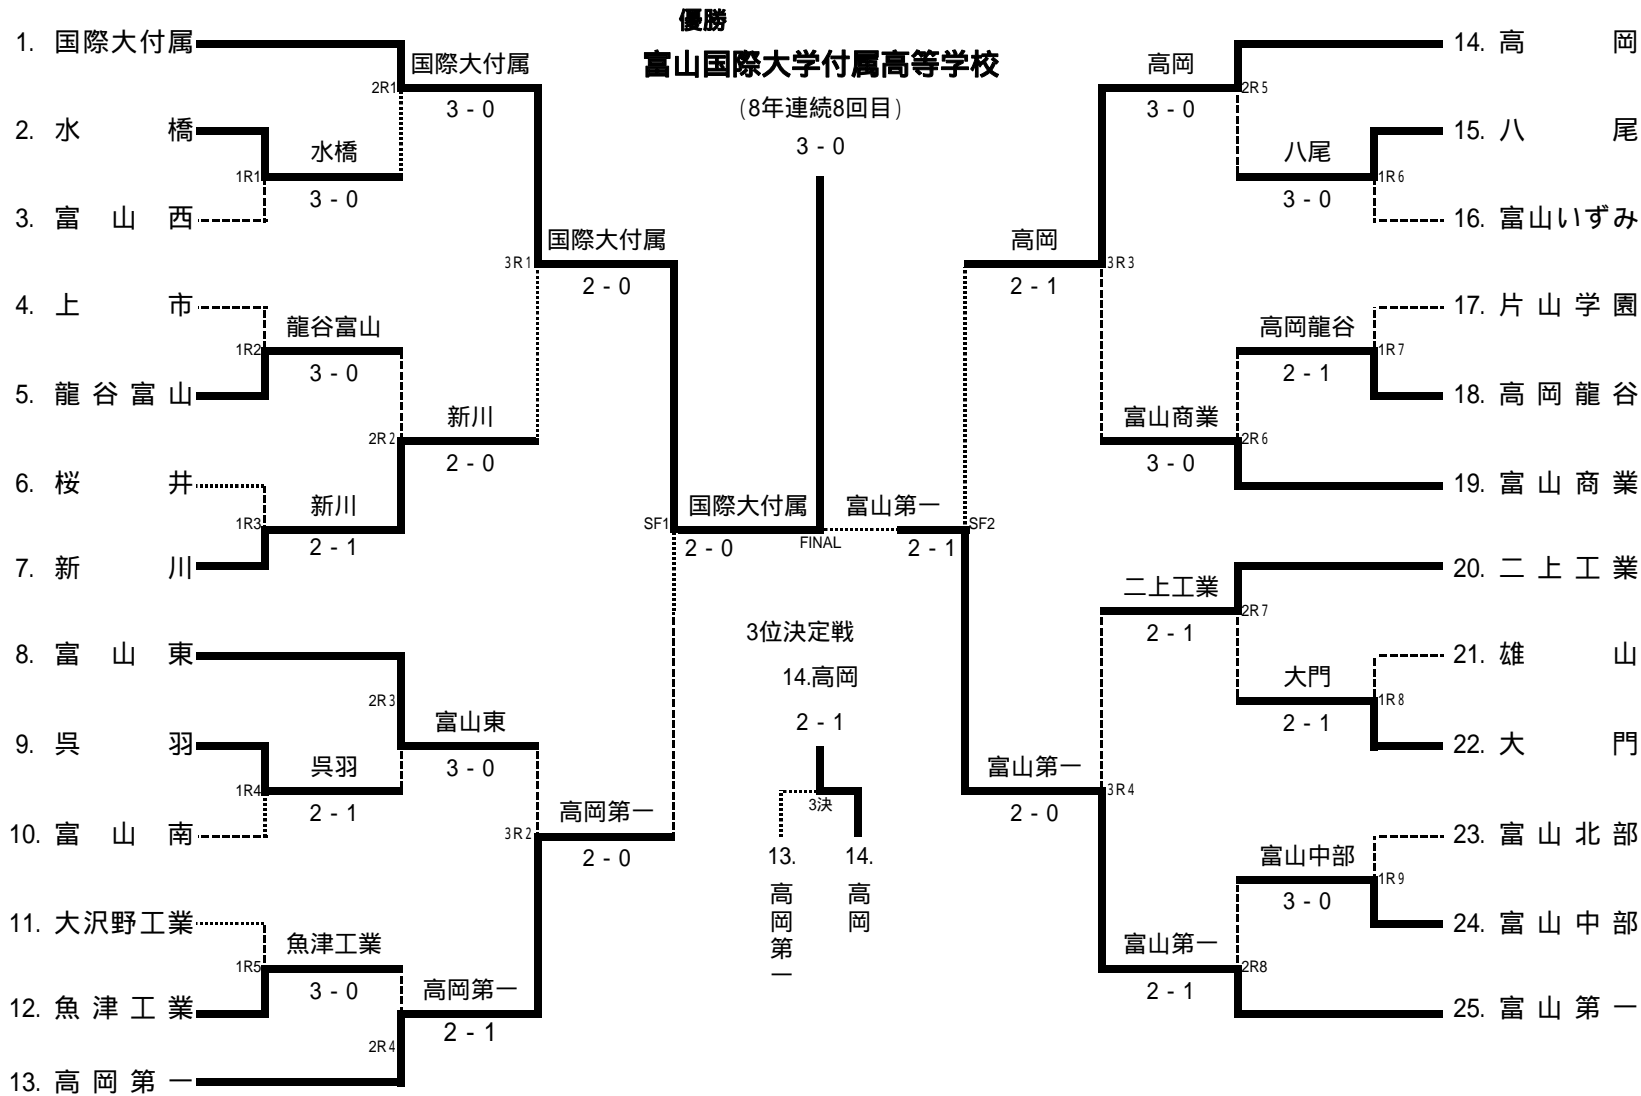 優勝
富山国際大学付属高等学校
(8年連続8回目)
3 - 0
1. 国際大付属
2. 水橋
3. 富山西
4. 上市
5. 龍谷富山
6. 桜井
7. 新川
8. 富山東
9. 呉羽
10. 富山南
11. 大沢野工業
12. 魚津工業
13. 高岡第一
1R1
水橋
3 - 0
1R2
龍谷富山
3 - 0
1R3
新川
2 - 1
1R4
呉羽
2 - 1
1R5
魚津工業
3 - 0
2R1
国際大付属
3 - 0
2R2
新川
2 - 0
2R3
富山東
3 - 0
2R4
高岡第一
2 - 1
3R1
国際大付属
2 - 0
3R2
高岡第一
2 - 0
SF1
国際大付属
2 - 0
FINAL
富山第一
2 - 1
SF2
3位決定戦
14.高岡
2 - 1
3決
13.
高岡第一
14.
高岡
高岡
2 - 1
3R3
富山第一
2 - 0
3R4
高岡
3 - 0
2R5
富山商業
3 - 0
2R6
二上工業
2 - 1
2R7
富山第一
2 - 1
2R8
八尾
3 - 0
1R6
高岡龍谷
2 - 1
1R7
大門
2 - 1
1R8
富山中部
3 - 0
1R9
14. 高岡
15. 八尾
16. 富山いずみ
17. 片山学園
18. 高岡龍谷
19. 富山商業
20. 二上工業
21. 雄山
22. 大門
23. 富山北部
24. 富山中部
25. 富山第一